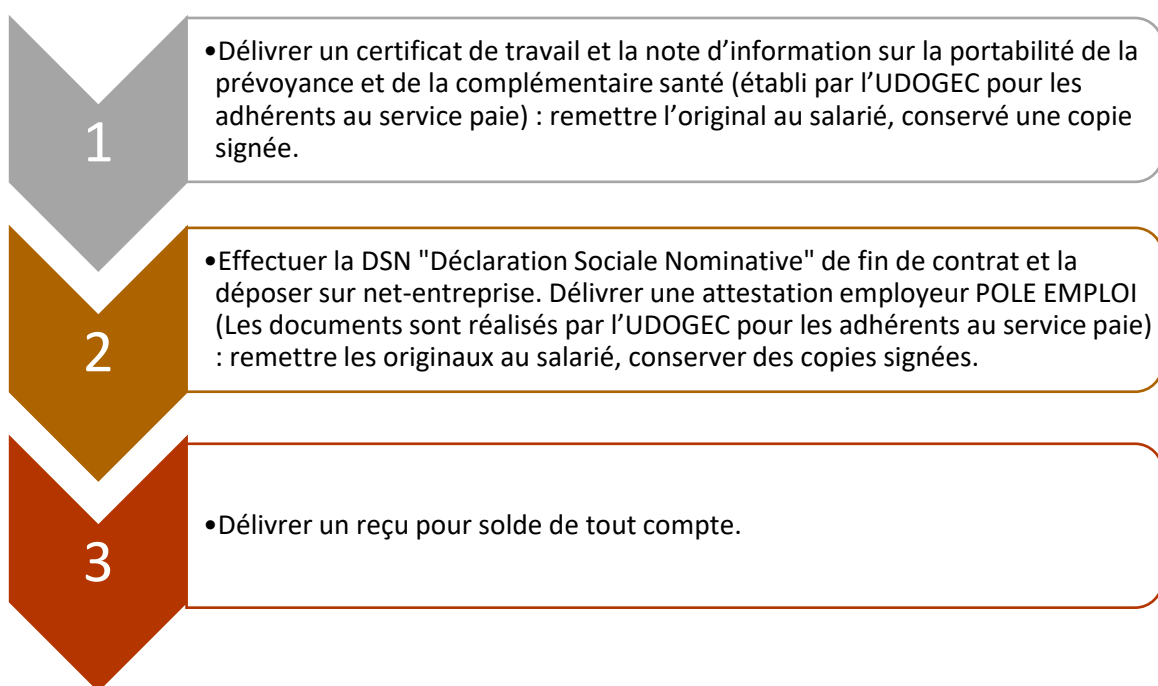 1
•Délivrer un certificat de travail et la note d’information sur la portabilité de la
prévoyance et de la complémentaire santé (établi par l’UDOGEC pour les
adhérents au service paie) : remettre l’original au salarié, conservé une copie
signée.
2
•Effectuer la DSN "Déclaration Sociale Nominative" de fin de contrat et la
déposer sur net-entreprise. Délivrer une attestation employeur POLE EMPLOI
(Les documents sont réalisés par l’UDOGEC pour les adhérents au service paie)
: remettre les originaux au salarié, conserver des copies signées.
3
•Délivrer un reçu pour solde de tout compte.